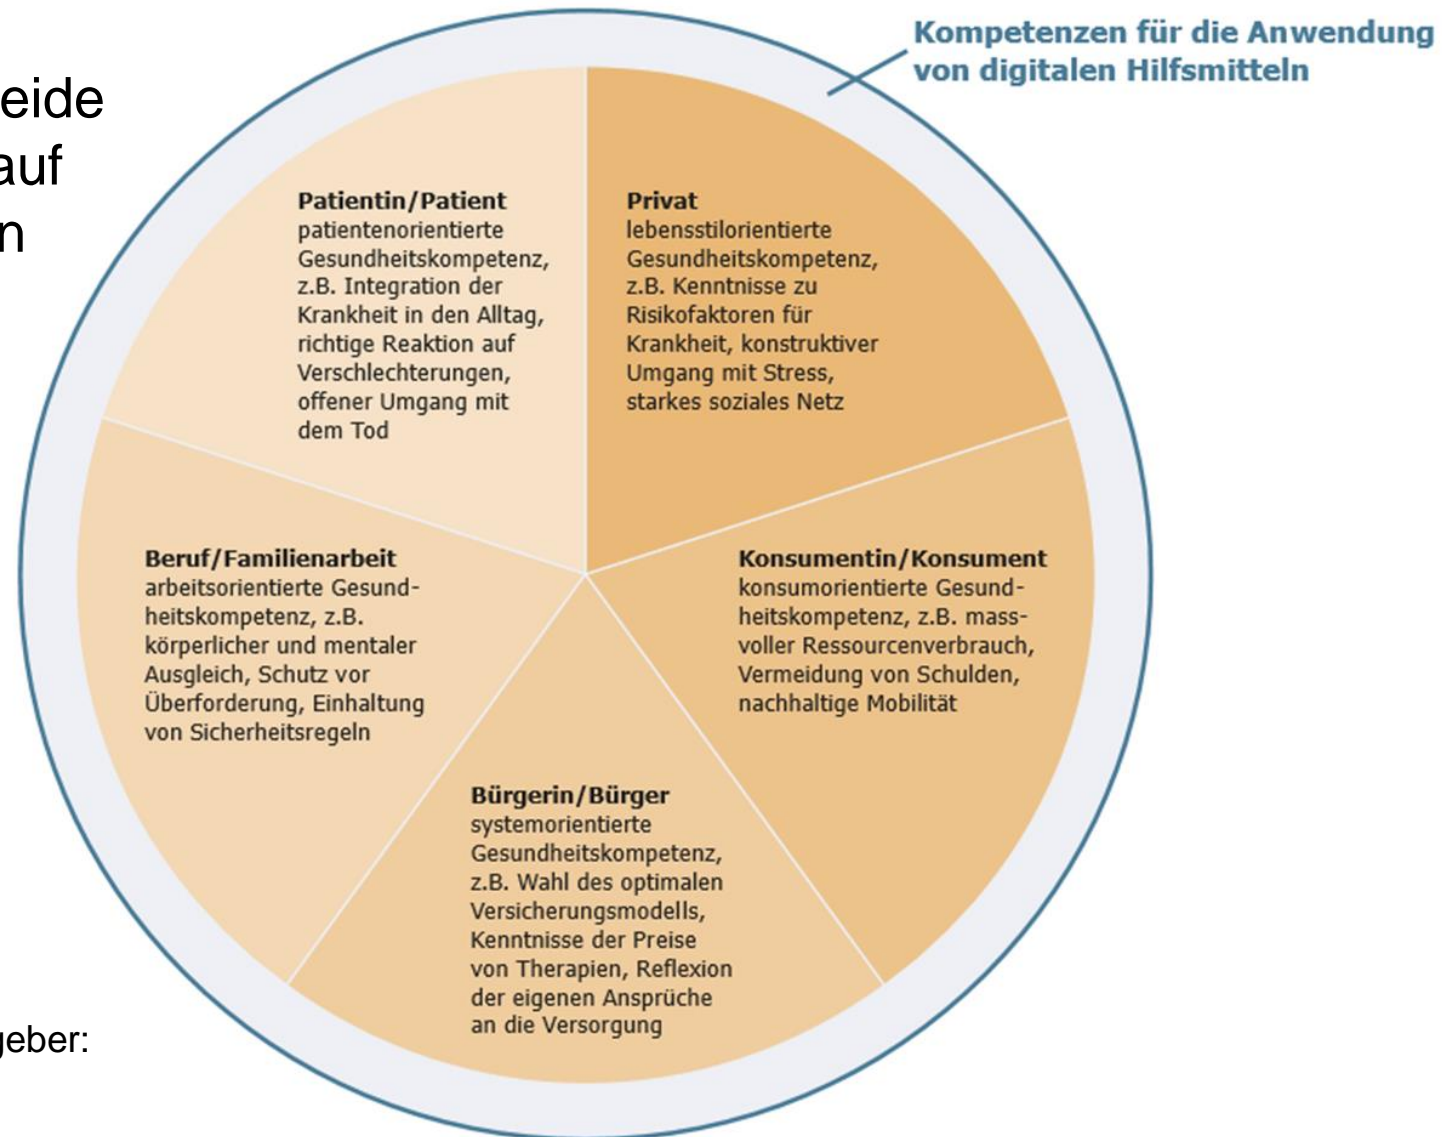 Kompetenzen für die Anwendung
von digitalen Hilfsmitteln
eide
auf
n
Patientin/Patient
patientenorientierte
Gesundheitskompetenz,
z.B. Integration der
Krankheit in den Alltag,
richtige Reaktion auf
Verschlechterungen,
offener Umgang mit
dem Tod
Privat
lebensstilorientierte
Gesundheitskompetenz,
z.B. Kenntnisse zu
Risikofaktoren für
Krankheit, konstruktiver
Umgang mit Stress,
starkes soziales Netz
Beruf/Familienarbeit
arbeitsorientierte Gesund-
heitskompetenz, z.B.
körperlicher und mentaler
Ausgleich, Schutz vor
Überforderung, Einhaltung
von Sicherheitsregeln
Konsumentin/Konsument
konsumorientierte Gesund-
heitskompetenz, z.B. mass-
voller Ressourcenverbrauch,
Vermeidung von Schulden,
nachhaltige Mobilität
Bürgerin/Bürger
systemorientierte
Gesundheitskompetenz,
z.B. Wahl des optimalen
Versicherungsmodells,
Kenntnisse der Preise
von Therapien, Reflexion
der eigenen Ansprüche
an die Versorgung
geber: